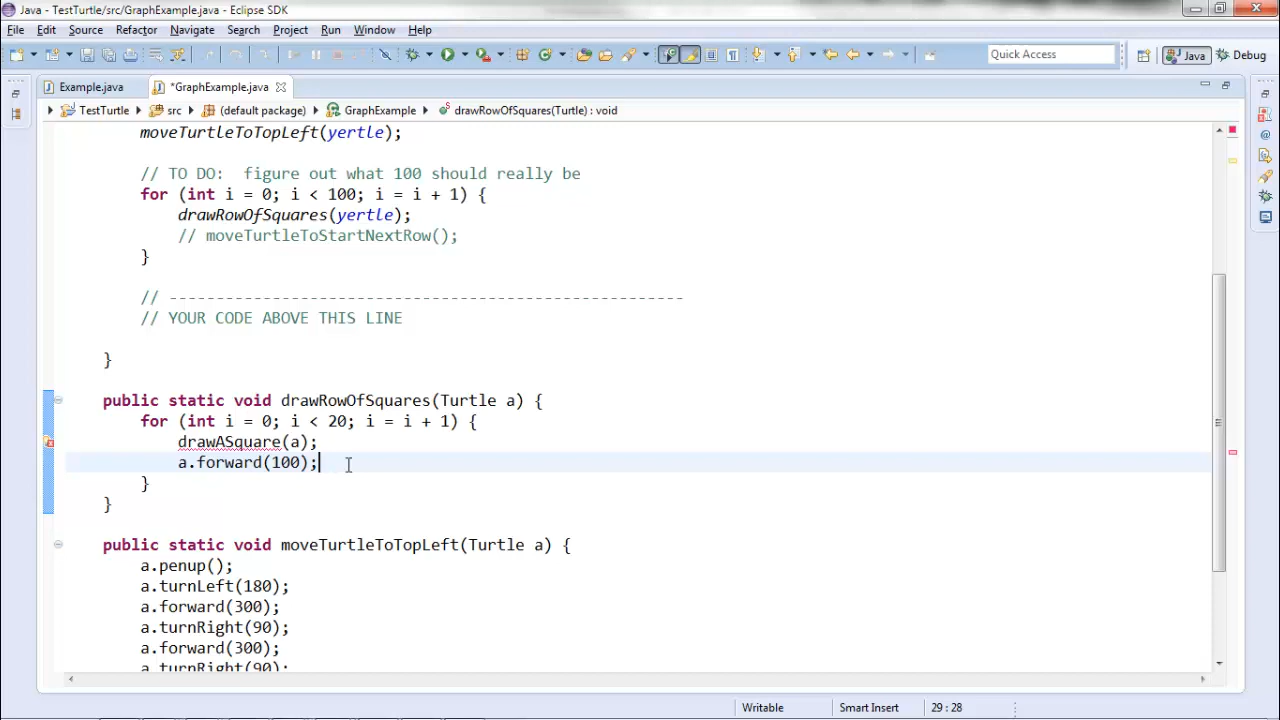 Java - TestTurtle/src/GraphExample.java - Eclipse SDK
File Edit Source Refactor Navigate Search Project Run Window Help
Quick Access Java Debug
Example.java *GraphExample.java
TestTurtle src (default package) GraphExample drawRowOfSquares(Turtle) : void
moveTurtleToTopLeft(yertle);
// TO DO: figure out what 100 should really be
for (int i = 0; i < 100; i = i + 1) {
drawRowOfSquares(yertle);
// moveTurtleToStartNextRow();
}
// -------------------------------------------------------
// YOUR CODE ABOVE THIS LINE
}
public static void drawRowOfSquares(Turtle a) {
for (int i = 0; i < 20; i = i + 1) {
drawASquare(a);
a.forward(100);
}
}
public static void moveTurtleToTopLeft(Turtle a) {
a.penup();
a.turnLeft(180);
a.forward(300);
a.turnRight(90);
a.forward(300);
a.turnRight(90);
Writable Smart Insert 29 : 28